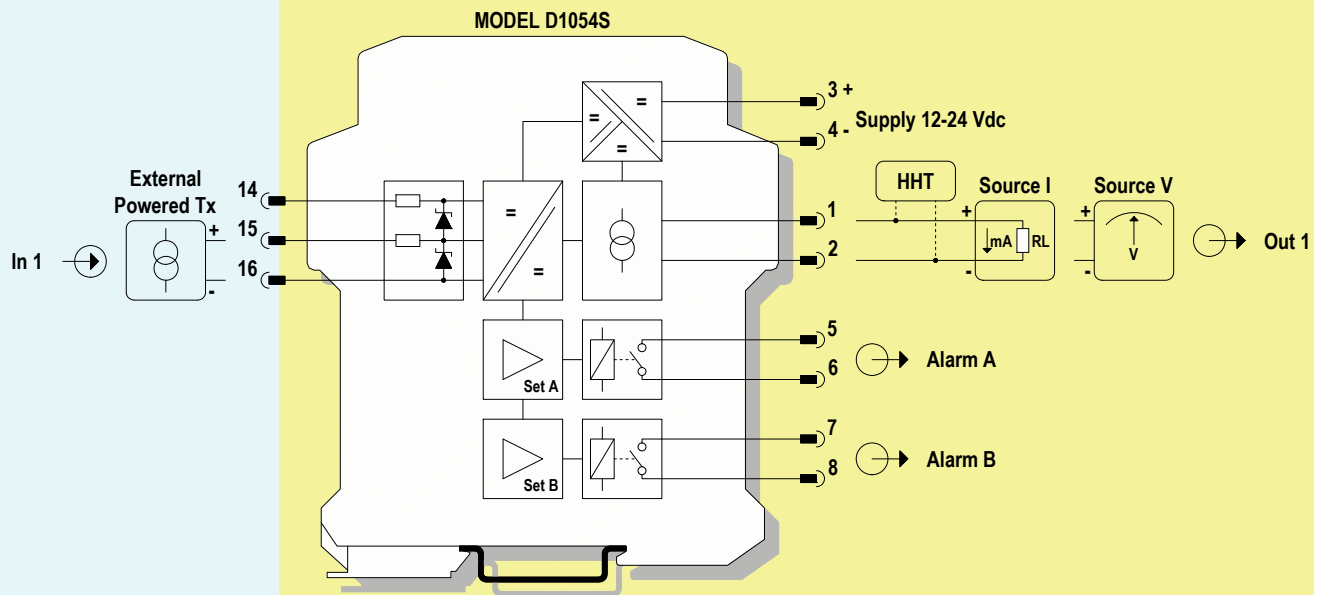 MODEL D1054S
3 +
4 -
Supply 12-24 Vdc
=
=
=
External
Powered Tx
14
15
16
+
-
In 1
=
=
1
2
HHT
Source I
+
-
mA
RL
Source V
+
-
V
Out 1
Set A
5
6
Alarm A
Set B
7
8
Alarm B